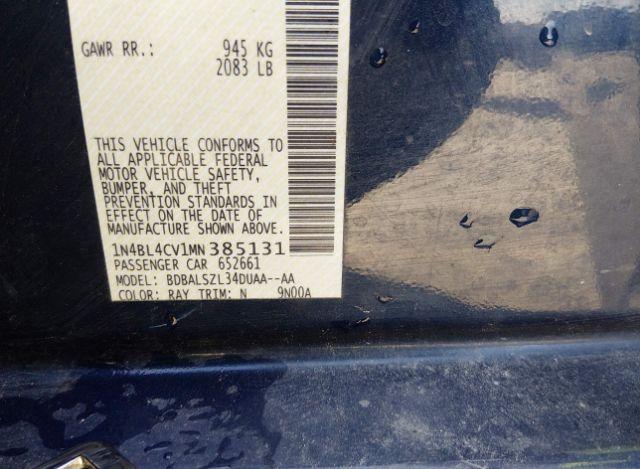 GAWR RR.: 945 KG
2083 LB
THIS VEHICLE CONFORMS TO
ALL APPLICABLE FEDERAL
MOTOR VEHICLE SAFETY,
BUMPER, AND THEFT
PREVENTION STANDARDS IN
EFFECT ON THE DATE OF
MANUFACTURE SHOWN ABOVE.
1N4BL4CV1MN385131
PASSENGER CAR 652661
MODEL: BDBALSZL34DUAA--AA
COLOR: RAY TRIM: N 9N00A